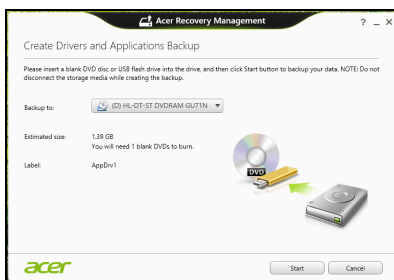 Acer Recovery Management
? _ X
Create Drivers and Applications Backup
Please insert a blank DVD disc or USB flash drive into the drive, and then click Start button to backup your data. NOTE: Do not
disconnect the storage media while creating the backup.
Backup to:
(D) HL-DT-ST DVDRAM GU71N
Estimated size:
1.39 GB
You will need 1 blank DVDs to burn.
Label:
AppDrv1
DVD
acer
Start
Cancel